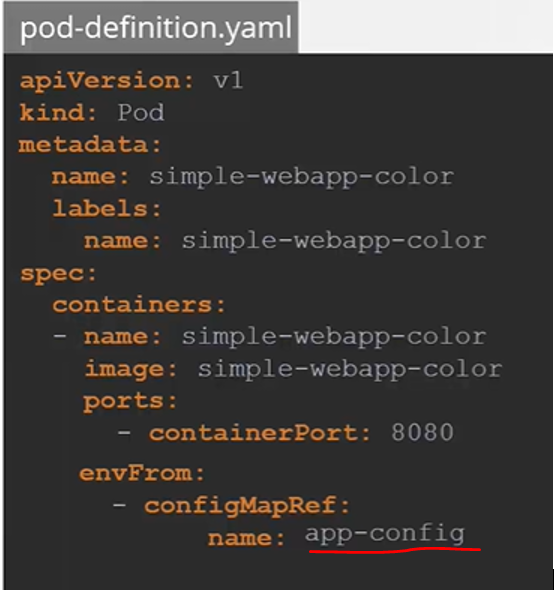 pod-definition.yaml
apiVersion: v1
kind: Pod
metadata:
name: simple-webapp-color
labels:
name: simple-webapp-color
spec:
containers:
- name: simple-webapp-color
image: simple-webapp-color
ports:
- containerPort: 8080
envFrom:
- configMapRef:
name: app-config